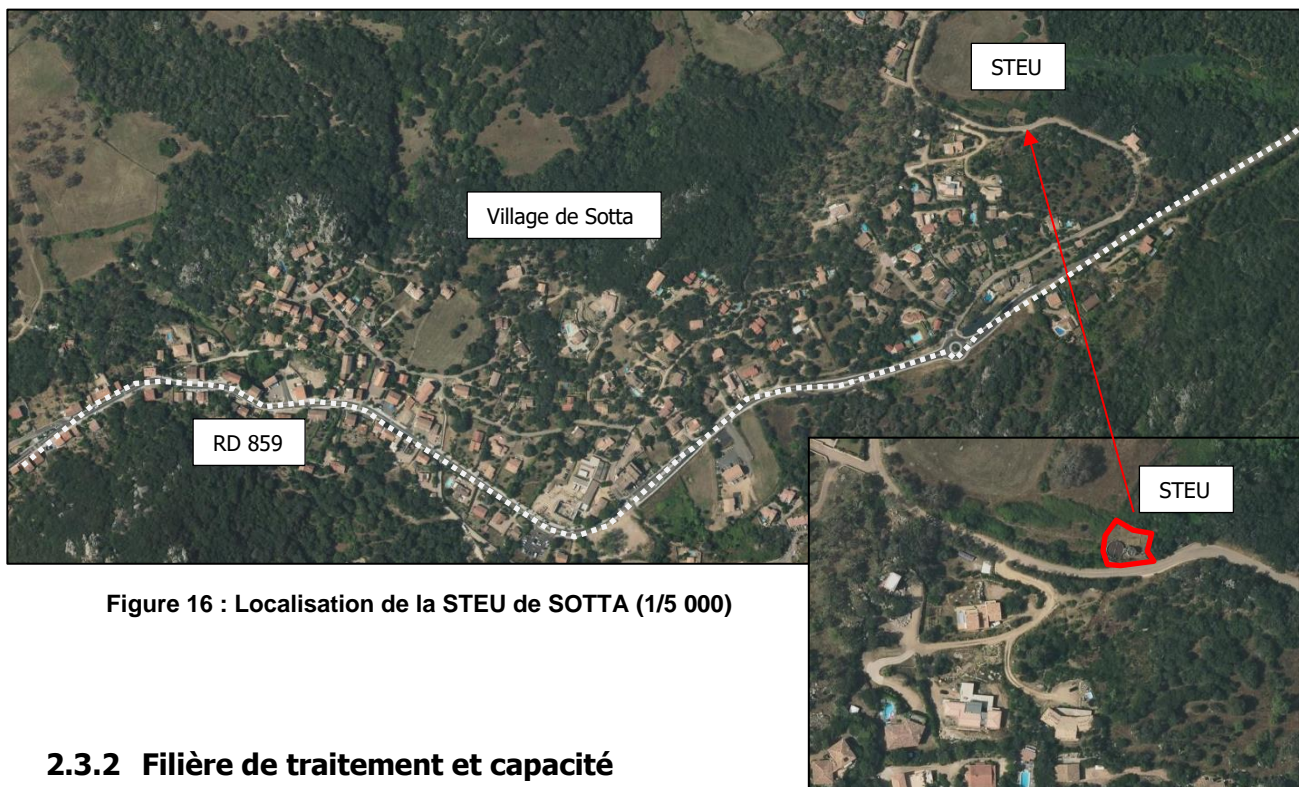 STEU
Village de Sotta
RD 859
STEU
Figure 16 : Localisation de la STEU de SOTTA (1/5 000)
2.3.2 Filière de traitement et capacité